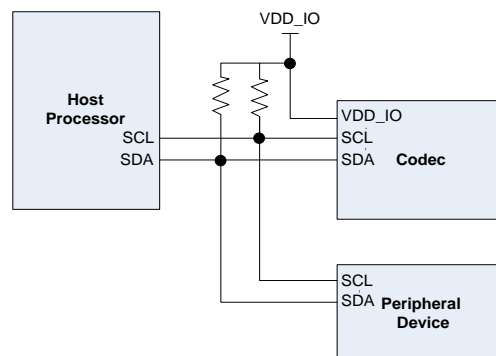 VDD_IO
Host
Processor
SCL
SDA
VDD_IO
SCL
SDA
Codec
SCL
SDA
Peripheral
Device